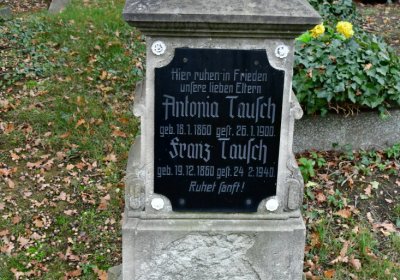 Hier ruhen in Frieden
unsere lieben Eltern
Antonia Tausch
geb. 18.1.1860 gest. 26.1.1900.
Franz Tausch
geb. 19.12.1860 gest. 24.2.1940.
Ruhet sanft!